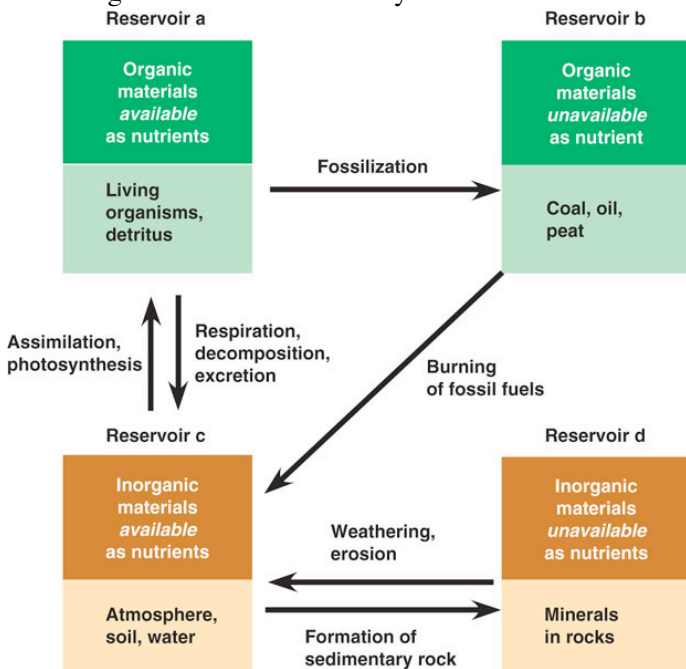 Reservoir a
Reservoir b
Organic
materials
available
as nutrients
Organic
materials
unavailable
as nutrient
Living
organisms,
detritus
Fossilization
Coal, oil,
peat
Assimilation,
photosynthesis
Respiration,
decomposition,
excretion
Burning
of fossil fuels
Reservoir c
Reservoir d
Inorganic
materials
available
as nutrients
Inorganic
materials
unavailable
as nutrients
Weathering,
erosion
Atmosphere,
soil, water
Formation of
sedimentary rock
Minerals
in rocks